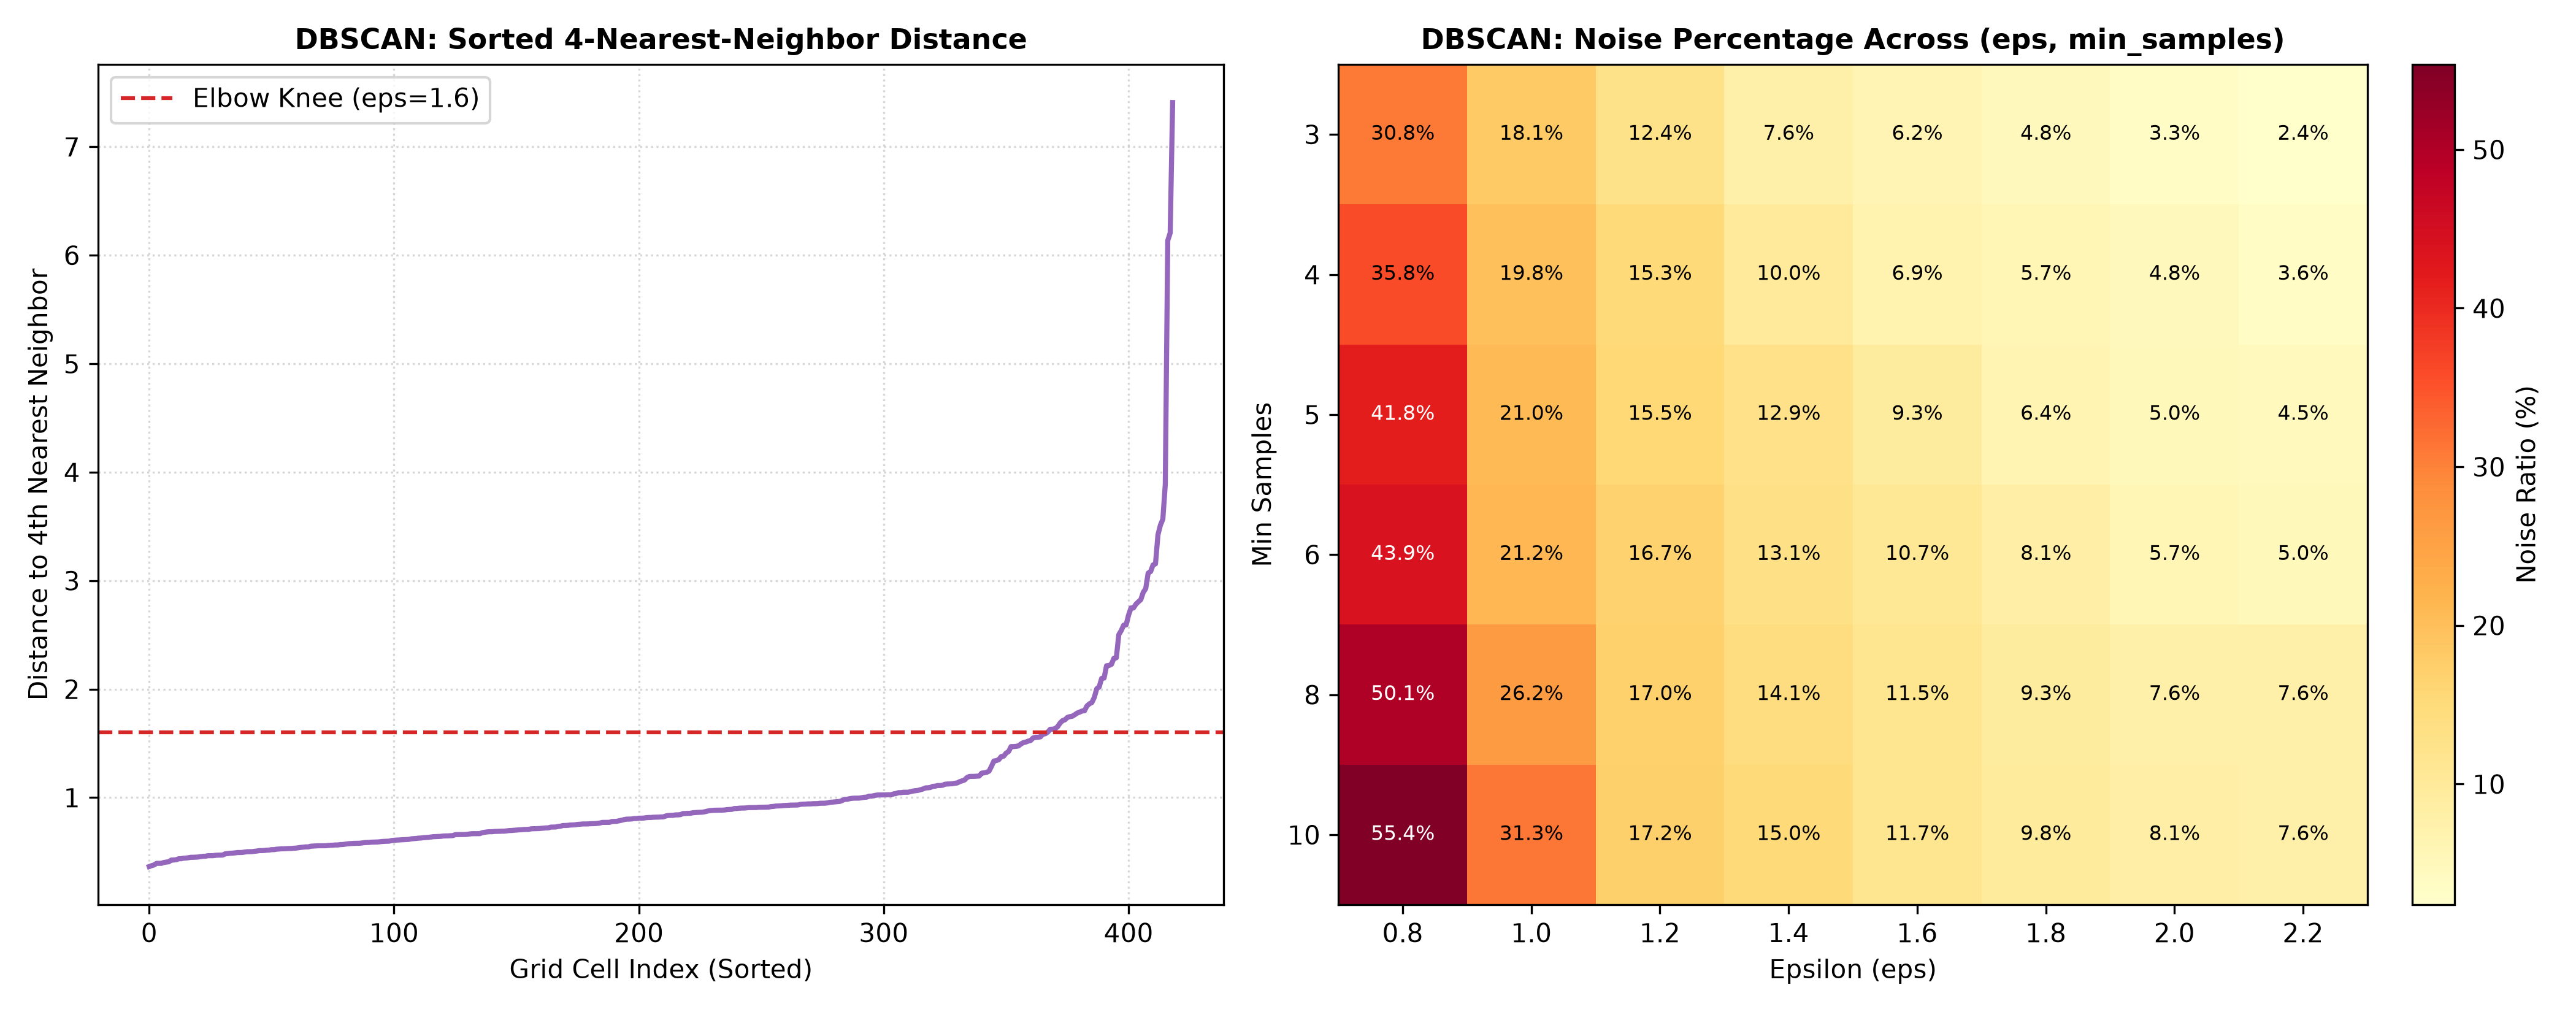 DBSCAN: Sorted 4-Nearest-Neighbor Distance
Elbow Knee (eps=1.6)
7
6
5
4
3
2
1
Distance to 4th Nearest Neighbor
0 100 200 300 400
Grid Cell Index (Sorted)
DBSCAN: Noise Percentage Across (eps, min_samples)
Min Samples
3 30.8% 18.1% 12.4% 7.6% 6.2% 4.8% 3.3% 2.4%
4 35.8% 19.8% 15.3% 10.0% 6.9% 5.7% 4.8% 3.6%
5 41.8% 21.0% 15.5% 12.9% 9.3% 6.4% 5.0% 4.5%
6 43.9% 21.2% 16.7% 13.1% 10.7% 8.1% 5.7% 5.0%
8 50.1% 26.2% 17.0% 14.1% 11.5% 9.3% 7.6% 7.6%
10 55.4% 31.3% 17.2% 15.0% 11.7% 9.8% 8.1% 7.6%
0.8 1.0 1.2 1.4 1.6 1.8 2.0 2.2
Epsilon (eps)
50
40
30
20
10
Noise Ratio (%)